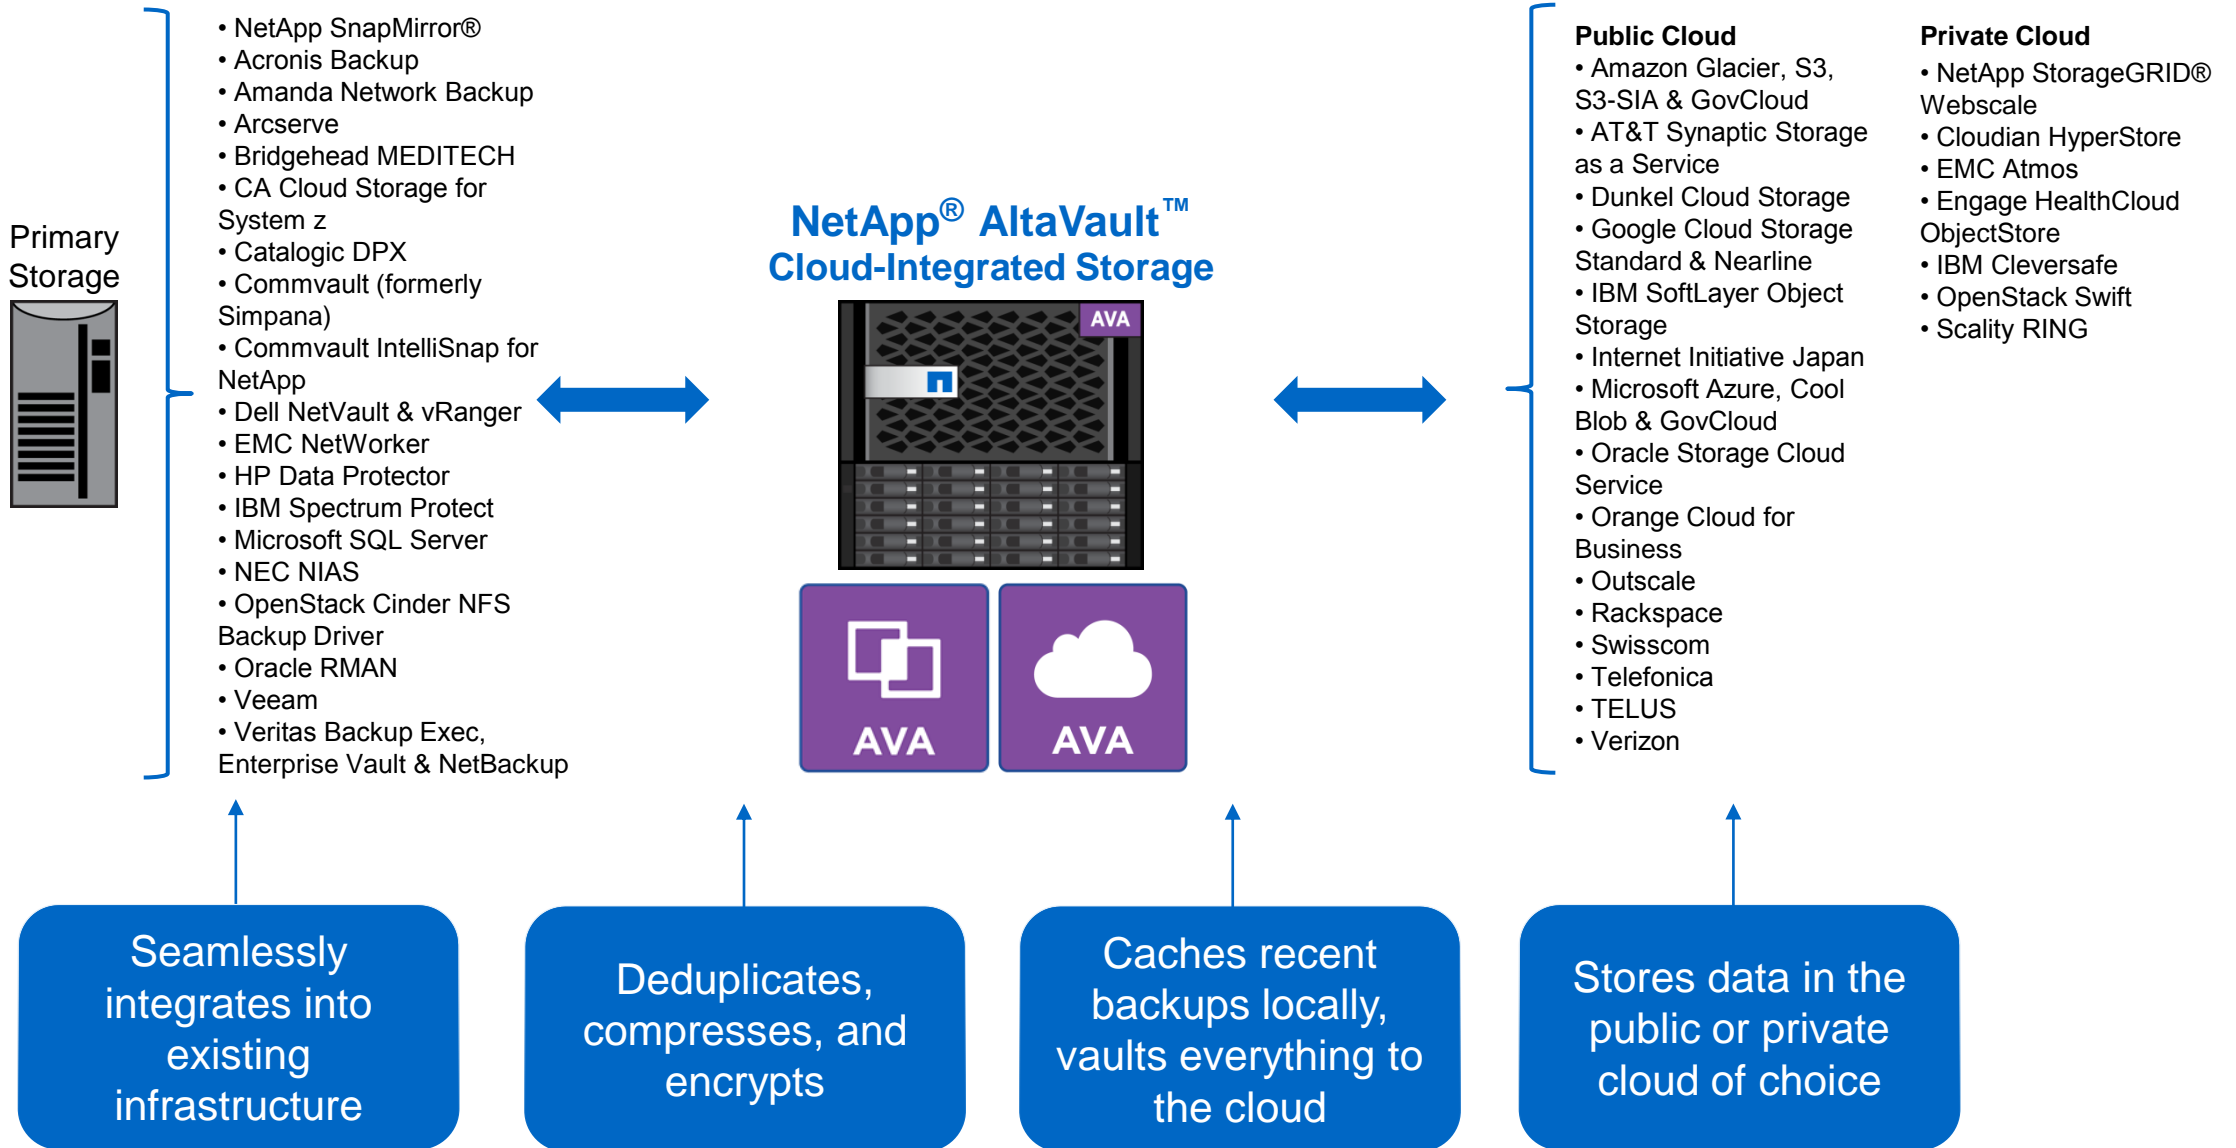 Primary
Storage
• NetApp SnapMirror®
• Acronis Backup
• Amanda Network Backup
• Arcserve
• Bridgehead MEDITECH
• CA Cloud Storage for
System z
• Catalogic DPX
• Commvault (formerly
Simpana)
• Commvault IntelliSnap for
NetApp
• Dell NetVault & vRanger
• EMC NetWorker
• HP Data Protector
• IBM Spectrum Protect
• Microsoft SQL Server
• NEC NIAS
• OpenStack Cinder NFS
Backup Driver
• Oracle RMAN
• Veeam
• Veritas Backup Exec,
Enterprise Vault & NetBackup
NetApp® AltaVault™
Cloud-Integrated Storage
AVA
AVA
AVA
Public Cloud
• Amazon Glacier, S3,
S3-SIA & GovCloud
• AT&T Synaptic Storage
as a Service
• Dunkel Cloud Storage
• Google Cloud Storage
Standard & Nearline
• IBM SoftLayer Object
Storage
• Internet Initiative Japan
• Microsoft Azure, Cool
Blob & GovCloud
• Oracle Storage Cloud
Service
• Orange Cloud for
Business
• Outscale
• Rackspace
• Swisscom
• Telefonica
• TELUS
• Verizon
Private Cloud
• NetApp StorageGRID®
Webscale
• Cloudian HyperStore
• EMC Atmos
• Engage HealthCloud
ObjectStore
• IBM Cleversafe
• OpenStack Swift
• Scality RING
Seamlessly
integrates into
existing
infrastructure
Deduplicates,
compresses, and
encrypts
Caches recent
backups locally,
vaults everything to
the cloud
Stores data in the
public or private
cloud of choice